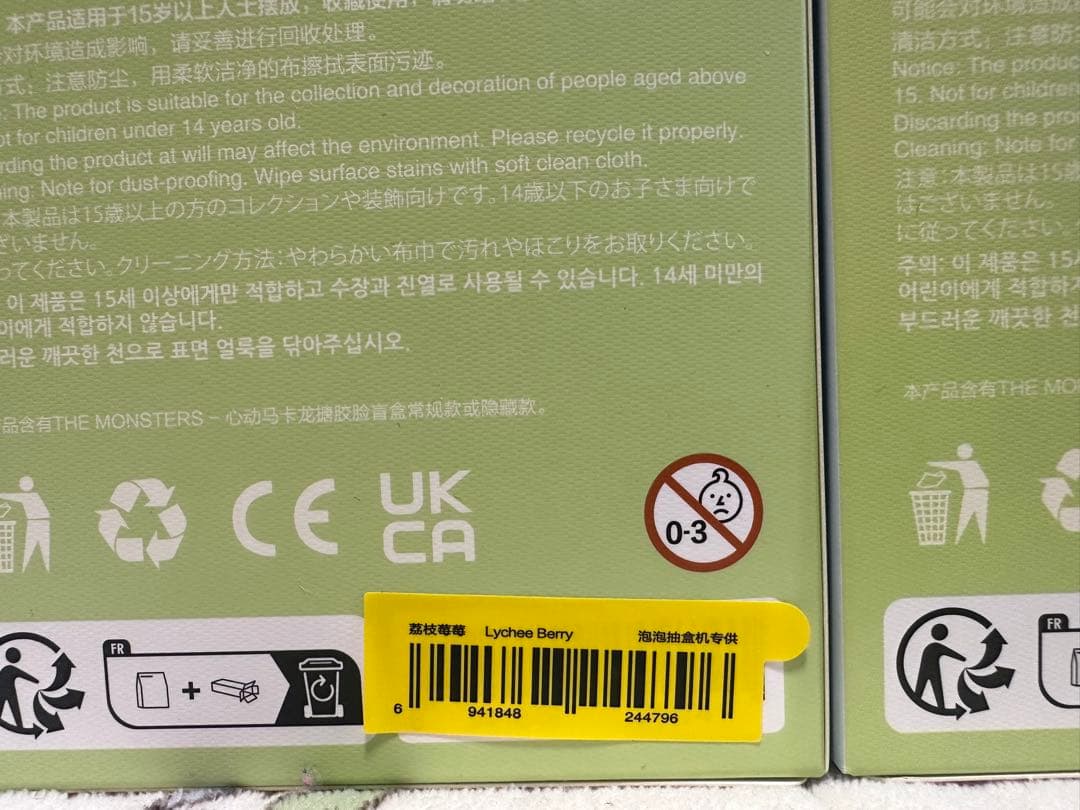 本产品适用于15岁以上人士摆放，收藏使用，
对环境造成影响，请妥善进行回收处理。
式：注意防尘，用柔软洁净的布擦拭表面污迹。
: The product is suitable for the collection and decoration of people aged above
ot for children under 14 years old.
rding the product at will may affect the environment. Please recycle it properly.
ing: Note for dust-proofing. Wipe surface stains with soft clean cloth.
本製品は15歳以上の方のコレクションや装飾向けです。14歳以下のお子さま向けで
ざいません。
ってください。クリーニング方法：やわらかい布巾で汚れやほこりをお取りください。
이 제품은 15세 이상에게만 적합하고 수장과 진열로 사용될 수 있습니다. 14세 미만의
이에게 적합하지 않습니다.
러운 깨끗한 천으로 표면 얼룩을 닦아주십시오.
品含有THE MONSTERS – 心动马卡龙搪胶脸盲盒常规款或隐藏款。
CE
UK
CA
0-3
FR
荔枝莓莓 Lychee Berry 泡泡抽盒机专供
6 941848 244796
可能会对环境造成
清洁方式：注意防尘
Notice: The produc
15. Not for children
Discarding the pro
Cleaning: Note for
注意：本製品は15歳
はございません。
に従ってください
주의: 이 제품은 15
어린이에게 적합하지
부드러운 깨끗한 천
本产品含有THE MO
FR